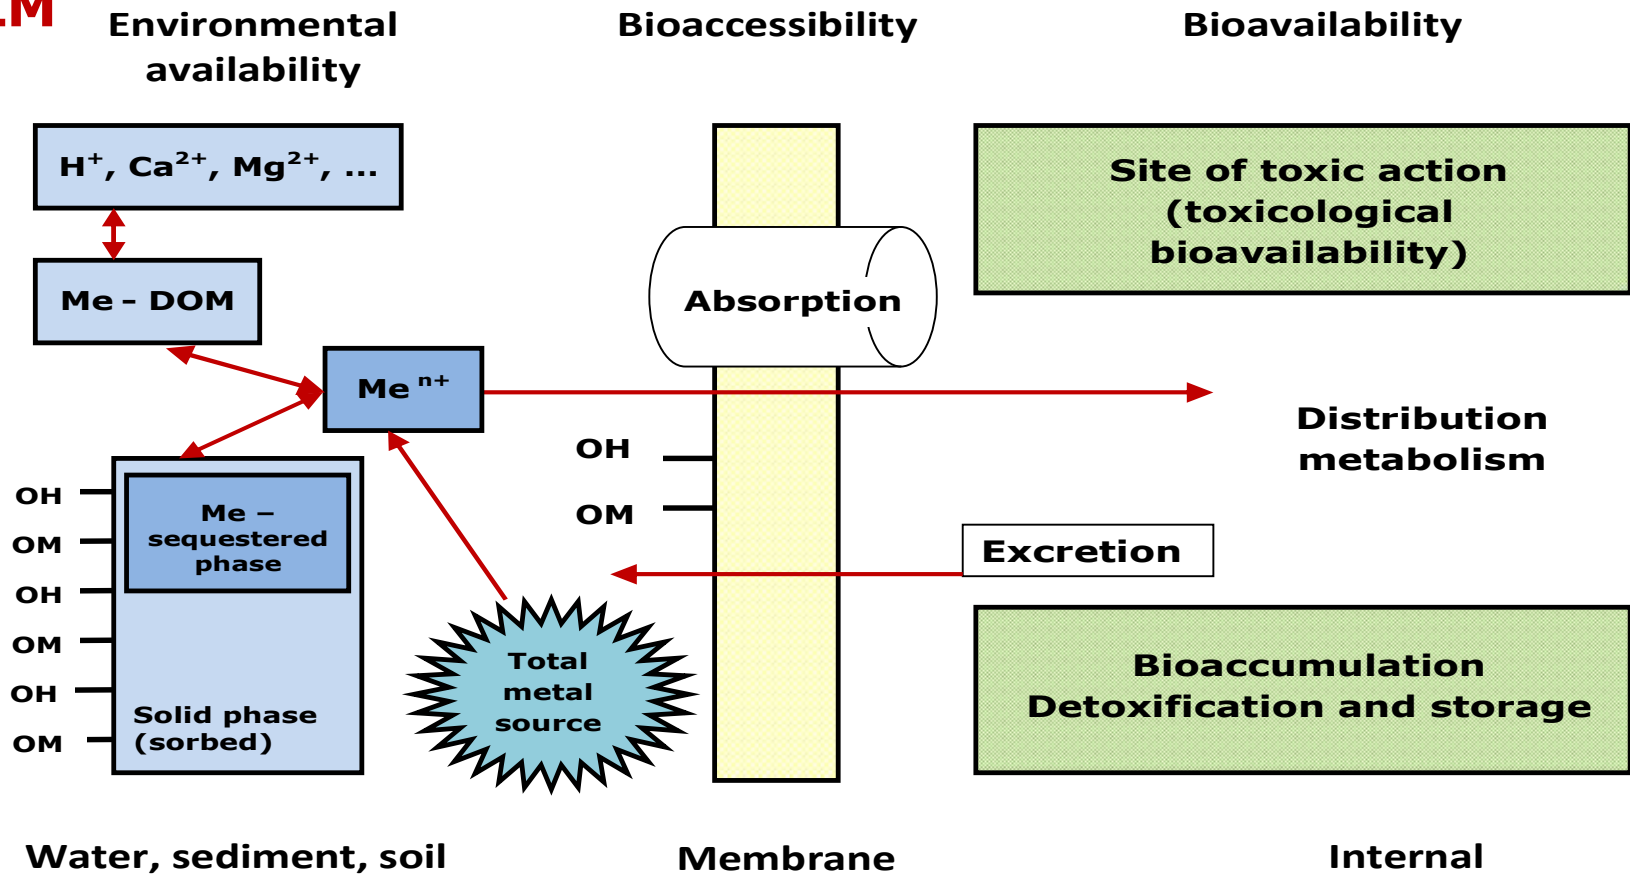 LM
Environmental
availability
Bioaccessibility
Bioavailability
H⁺, Ca²⁺, Mg²⁺, ...
Me – DOM
Me ⁿ⁺
Absorption
Site of toxic action
(toxicological
bioavailability)
Distribution
metabolism
OH
OM
OH
OM
OH
OM
Me –
sequestered
phase
Solid phase
(sorbed)
OH
OM
Excretion
Total
metal
source
Bioaccumulation
Detoxification and storage
Water, sediment, soil
Membrane
Internal